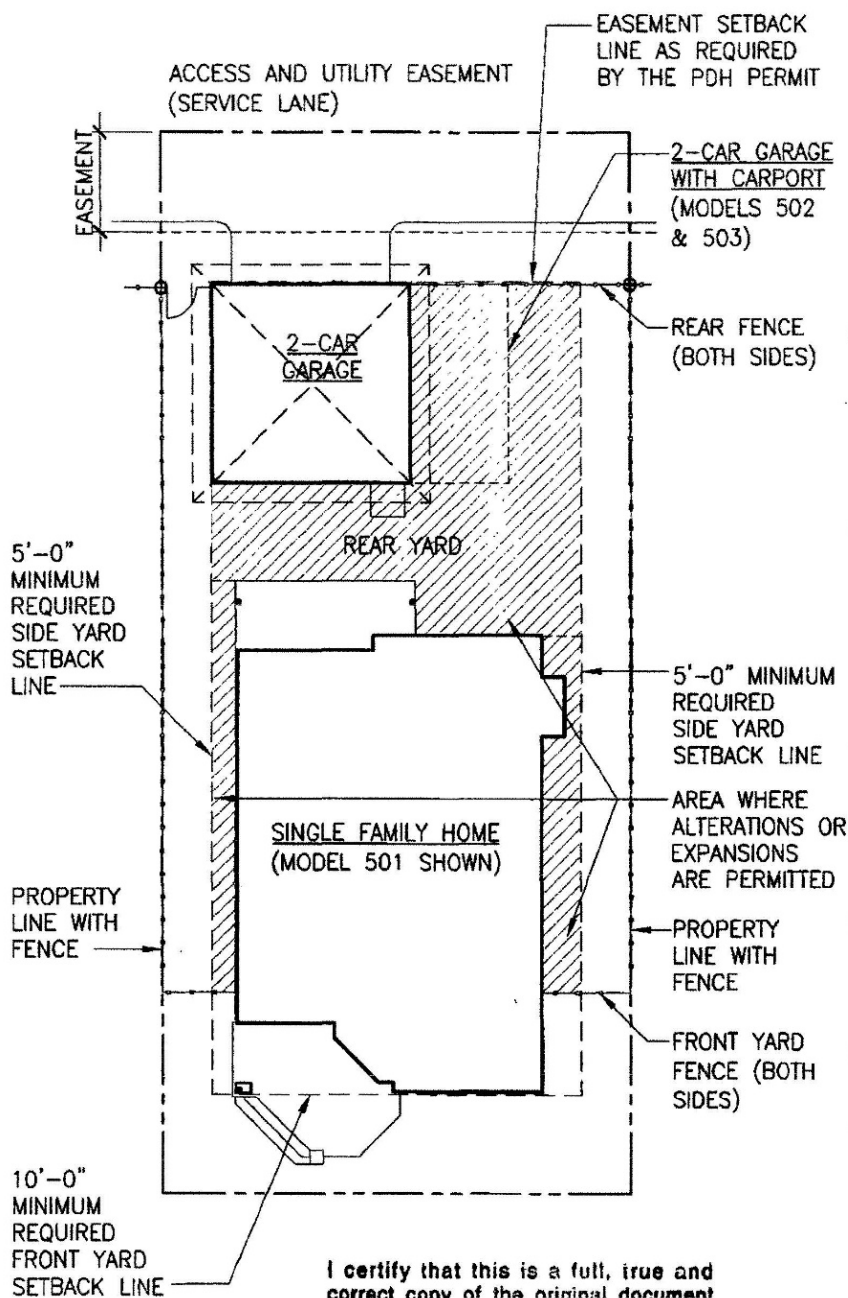 EASEMENT SETBACK
LINE AS REQUIRED
BY THE PDH PERMIT
ACCESS AND UTILITY EASEMENT
(SERVICE LANE)
EASEMENT
2-CAR GARAGE
WITH CARPORT
(MODELS 502
& 503)
REAR FENCE
(BOTH SIDES)
2-CAR
GARAGE
REAR YARD
5'-0"
MINIMUM
REQUIRED
SIDE YARD
SETBACK
LINE
5'-0" MINIMUM
REQUIRED
SIDE YARD
SETBACK LINE
AREA WHERE
ALTERATIONS OR
EXPANSIONS
ARE PERMITTED
SINGLE FAMILY HOME
(MODEL 501 SHOWN)
PROPERTY
LINE WITH
FENCE
PROPERTY
LINE WITH
FENCE
FRONT YARD
FENCE (BOTH
SIDES)
10'-0"
MINIMUM
REQUIRED
FRONT YARD
SETBACK LINE
I certify that this is a full, true and
correct copy of the original document